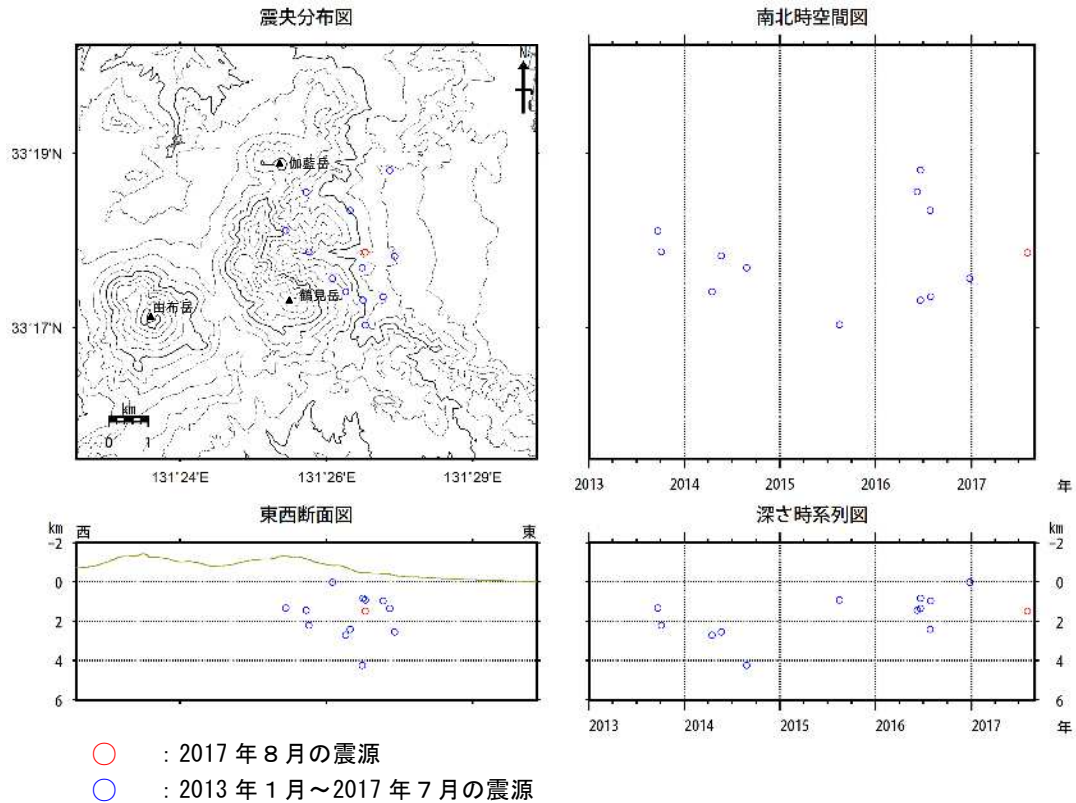 震央分布図
N
33°19'N
伽藍岳
鶴見岳
由布岳
33°17'N
km
0 1
131°24'E 131°26'E 131°29'E
南北時空間図
2013 2014 2015 2016 2017 年
東西断面図
km 西 東
-2
0
2
4
6
深さ時系列図
km
-2
0
2
4
6
2013 2014 2015 2016 2017 年
：2017 年８月の震源
：2013 年１月～2017 年７月の震源